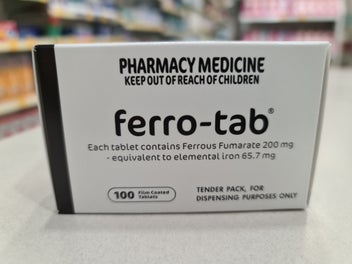 PHARMACY MEDICINE
KEEP OUT OF REACH OF CHILDREN
ferro-tab®
Each tablet contains Ferrous Fumarate 200 mg
- equivalent to elemental iron 65.7 mg
100 Film Coated
Tablets
TENDER PACK, FOR
DISPENSING PURPOSES ONLY